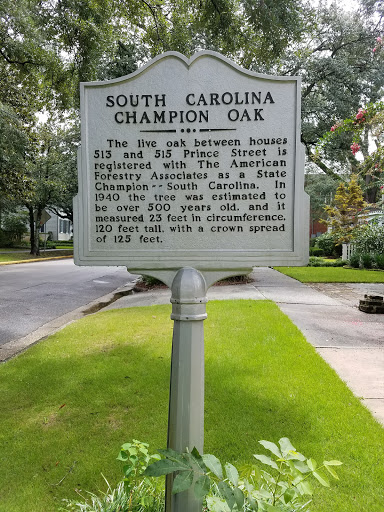 SOUTH CAROLINA
CHAMPION OAK
The live oak between houses
513 and 515 Prince Street is
registered with The American
Forestry Associates as a State
Champion -- South Carolina. In
1940 the tree was estimated to
be over 500 years old, and it
measured 23 feet in circumference,
120 feet tall, with a crown spread
of 125 feet.